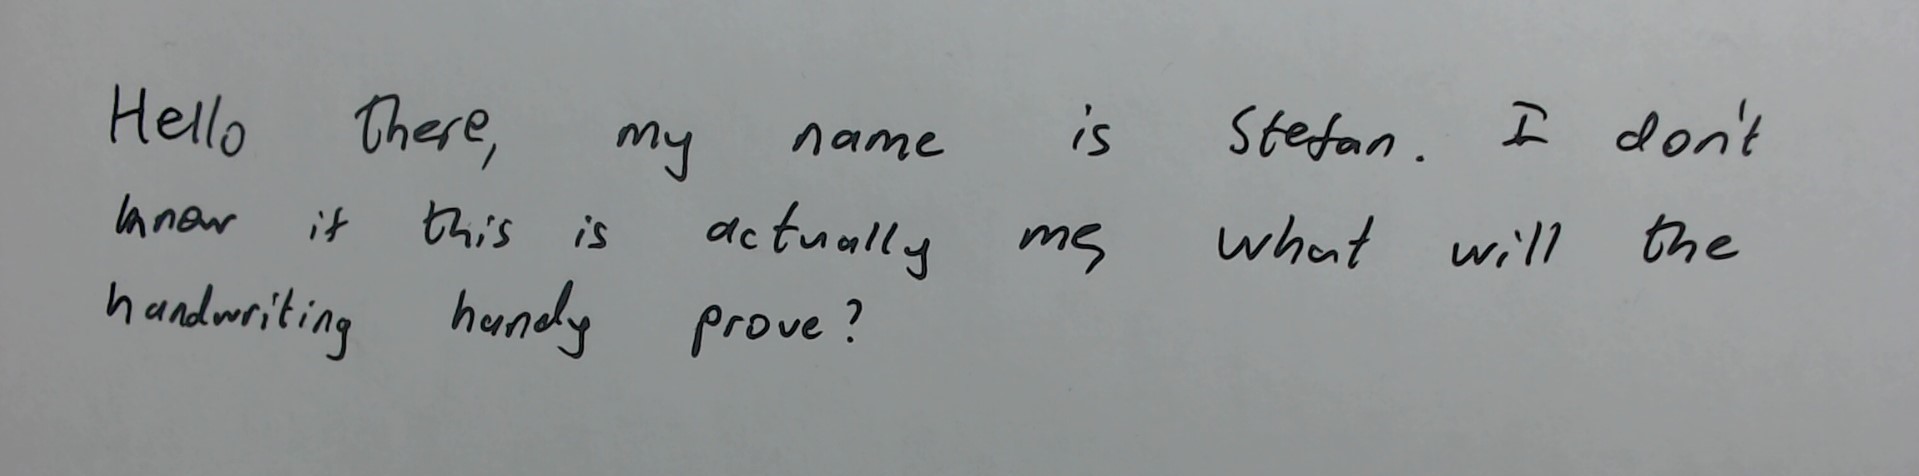 Hello there, my name is Stefan. I don't
know if this is actually me, what will the
handwriting handy prove?